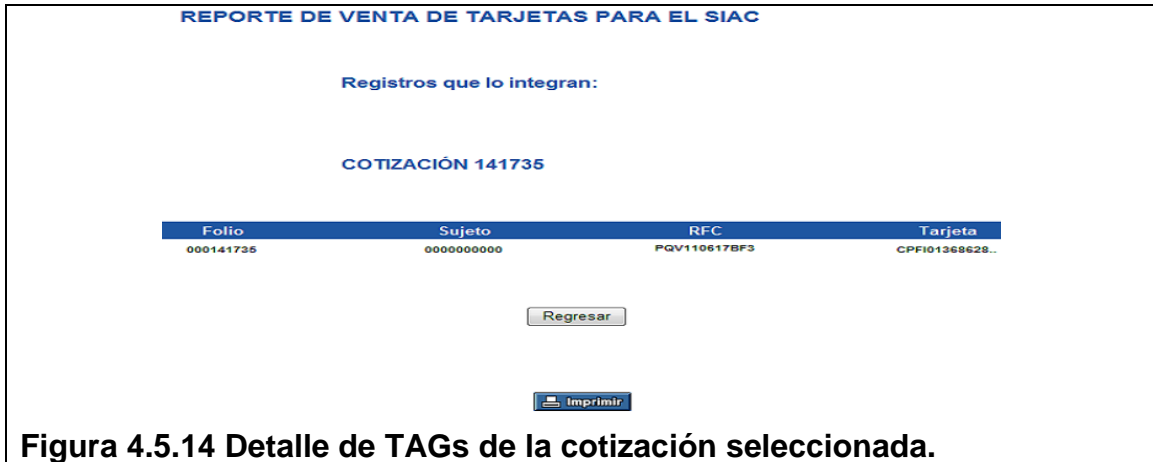 REPORTE DE VENTA DE TARJETAS PARA EL SIAC
Registros que lo integran:
COTIZACIÓN 141735
Folio Sujeto RFC Tarjeta
000141735 0000000000 PQV110617BF3 CPFI01368628..
Regresar
Imprimir
Figura 4.5.14 Detalle de TAGs de la cotización seleccionada.